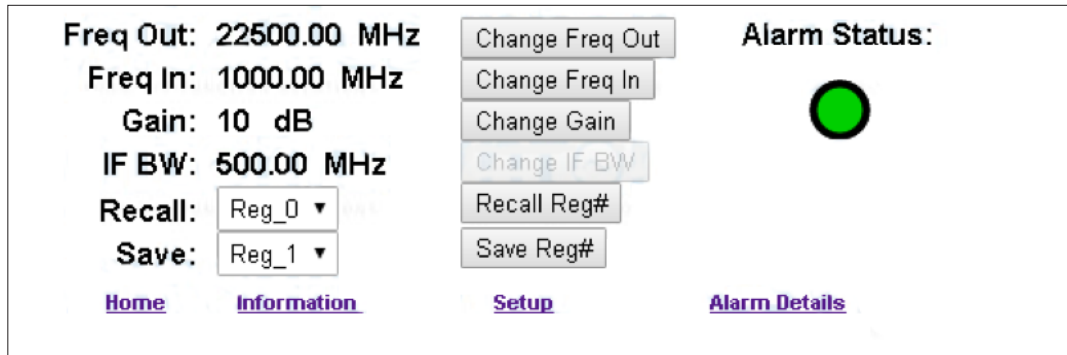 Freq Out: 22500.00 MHz Change Freq Out Alarm Status:
Freq In: 1000.00 MHz Change Freq In
Gain: 10 dB Change Gain
IF BW: 500.00 MHz Change IF BW
Recall: Reg_0 Recall Reg#
Save: Reg_1 Save Reg#
Home Information Setup Alarm Details